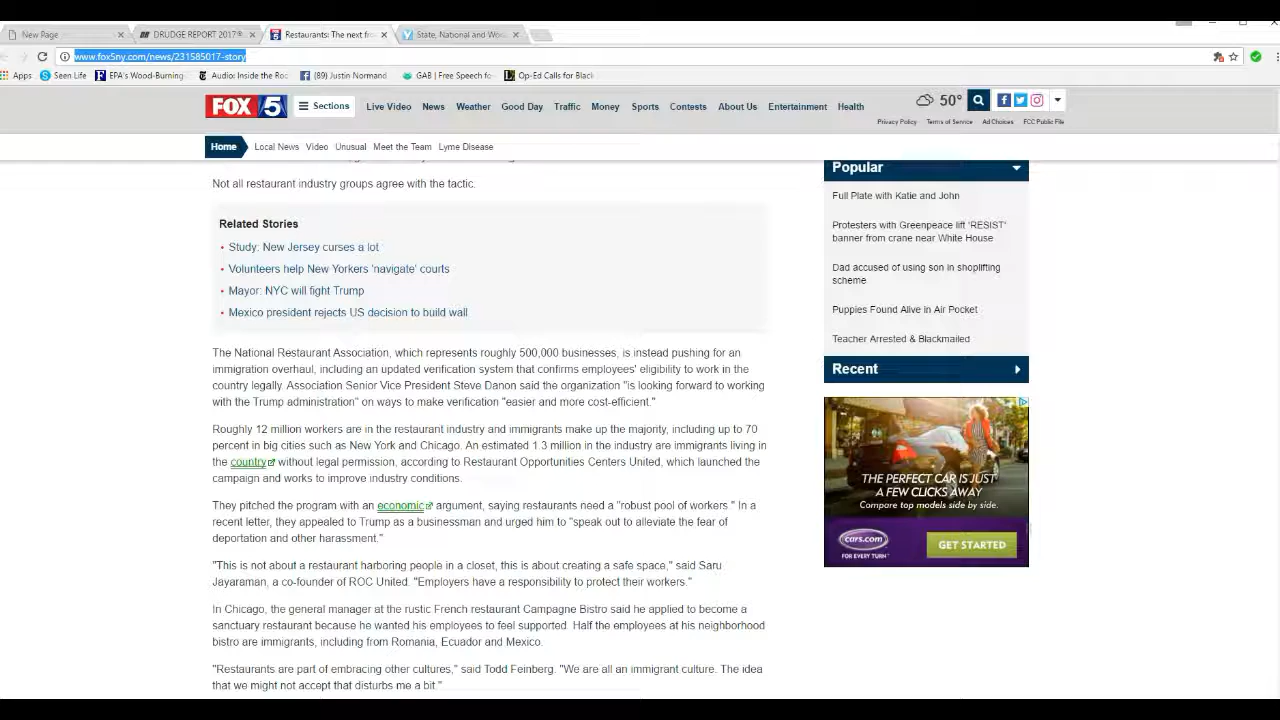 New Page
DRUDGE REPORT 2017®
Restaurants: The next fro
State, National and Wo
www.fox5ny.com/news/231585017-story
Apps
Seen Life
EPA's Wood-Burning
Audio: Inside the Ro
(89) Justin Normand
GAB | Free Speech fo
Op-Ed Calls for Blac
FOX 5
Sections
Live Video
News
Weather
Good Day
Traffic
Money
Sports
Contests
About Us
Entertainment
Health
50°
Privacy Policy
Terms of Service
Ad Choices
FCC Public File
Home
Local News
Video
Unusual
Meet the Team
Lyme Disease
Not all restaurant industry groups agree with the tactic.
Related Stories
• Study: New Jersey curses a lot
• Volunteers help New Yorkers 'navigate' courts
• Mayor: NYC will fight Trump
• Mexico president rejects US decision to build wall
The National Restaurant Association, which represents roughly 500,000 businesses, is instead pushing for an
immigration overhaul, including an updated verification system that confirms employees' eligibility to work in the
country legally. Association Senior Vice President Steve Danon said the organization "is looking forward to working
with the Trump administration" on ways to make verification "easier and more cost-efficient."
Roughly 12 million workers are in the restaurant industry and immigrants make up the majority, including up to 70
percent in big cities such as New York and Chicago. An estimated 1.3 million in the industry are immigrants living in
the country without legal permission, according to Restaurant Opportunities Centers United, which launched the
campaign and works to improve industry conditions.
They pitched the program with an economic argument, saying restaurants need a "robust pool of workers." In a
recent letter, they appealed to Trump as a businessman and urged him to "speak out to alleviate the fear of
deportation and other harassment."
"This is not about a restaurant harboring people in a closet, this is about creating a safe space," said Saru
Jayaraman, a co-founder of ROC United. "Employers have a responsibility to protect their workers."
In Chicago, the general manager at the rustic French restaurant Campagne Bistro said he applied to become a
sanctuary restaurant because he wanted his employees to feel supported. Half the employees at his neighborhood
bistro are immigrants, including from Romania, Ecuador and Mexico.
"Restaurants are part of embracing other cultures," said Todd Feinberg. "We are all an immigrant culture. The idea
that we might not accept that disturbs me a bit."
Popular
Full Plate with Katie and John
Protesters with Greenpeace lift 'RESIST'
banner from crane near White House
Dad accused of using son in shoplifting
scheme
Puppies Found Alive in Air Pocket
Teacher Arrested & Blackmailed
Recent
THE PERFECT CAR IS JUST
A FEW CLICKS AWAY
Compare top models side by side.
cars.com
FOR EVERY TURN™
GET STARTED